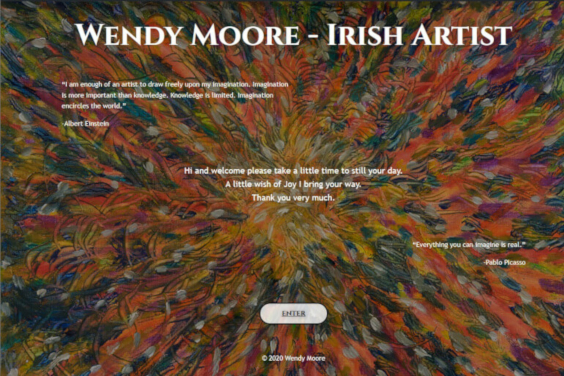 Wendy Moore - Irish Artist
“I am enough of an artist to draw freely upon my imagination. Imagination
is more important than knowledge. Knowledge is limited. Imagination
encircles the world.”
-Albert Einstein
Hi and welcome please take a little time to still your day.
A little wish of Joy I bring your way.
Thank you very much.
“Everything you can imagine is real.”
-Pablo Picasso
ENTER
© 2020 Wendy Moore